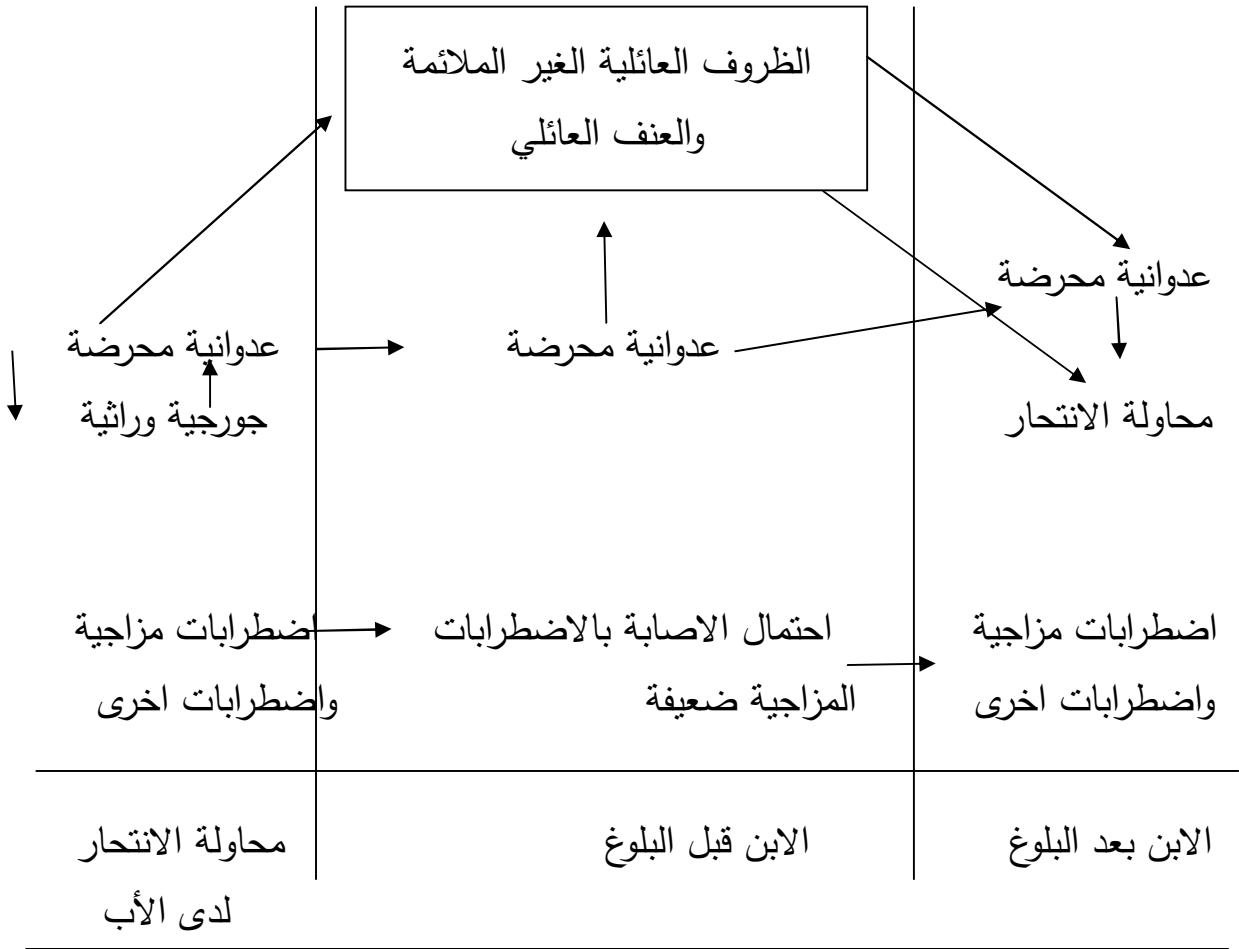 الظروف العائلية الغير الملائمة
والعنف العائلي
عدوانية محرضة
عدوانية محرضة
عدوانية محرضة
محاولة الانتحار
جورجية وراثية
اضطرابات مزاجية
احتمال الاصابة بالاضطرابات
اضطرابات مزاجية
واضطرابات اخرى
المزاجية ضعيفة
واضطرابات اخرى
الابن بعد البلوغ
الابن قبل البلوغ
محاولة الانتحار
لدى الأب